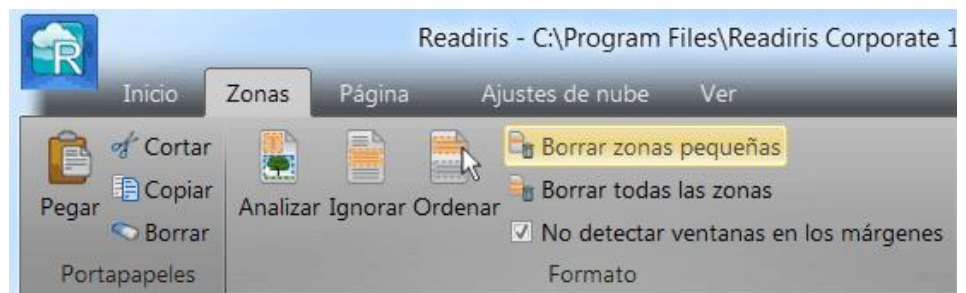 Readiris - C:\Program Files\Readiris Corporate 1
R
Inicio Zonas Página Ajustes de nube Ver
Pegar
Cortar
Copiar
Borrar
Portapapeles
Analizar Ignorar Ordenar
Borrar zonas pequeñas
Borrar todas las zonas
No detectar ventanas en los márgenes
Formato